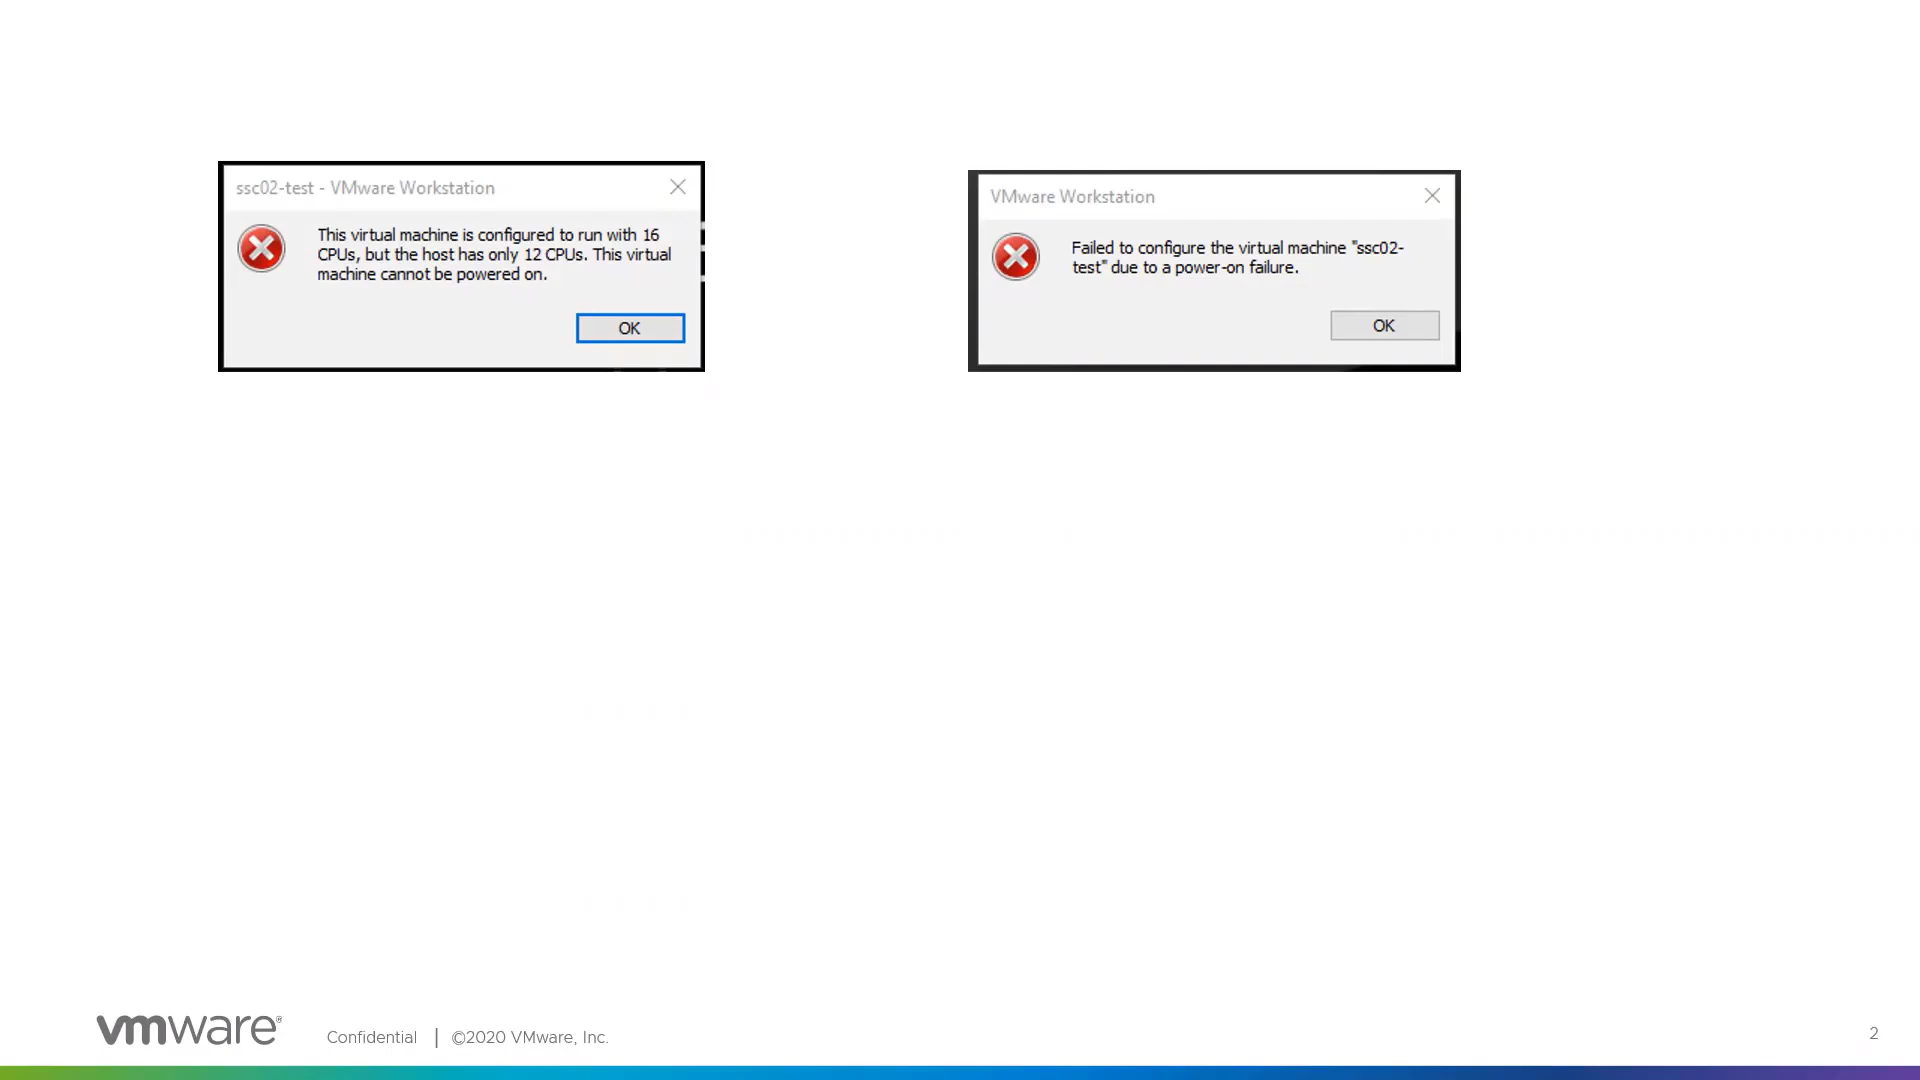 ssc02-test - VMware Workstation
This virtual machine is configured to run with 16
CPUs, but the host has only 12 CPUs. This virtual
machine cannot be powered on.
OK
VMware Workstation
Failed to configure the virtual machine "ssc02-
test" due to a power-on failure.
OK
vmware®
Confidential | ©2020 VMware, Inc.
2